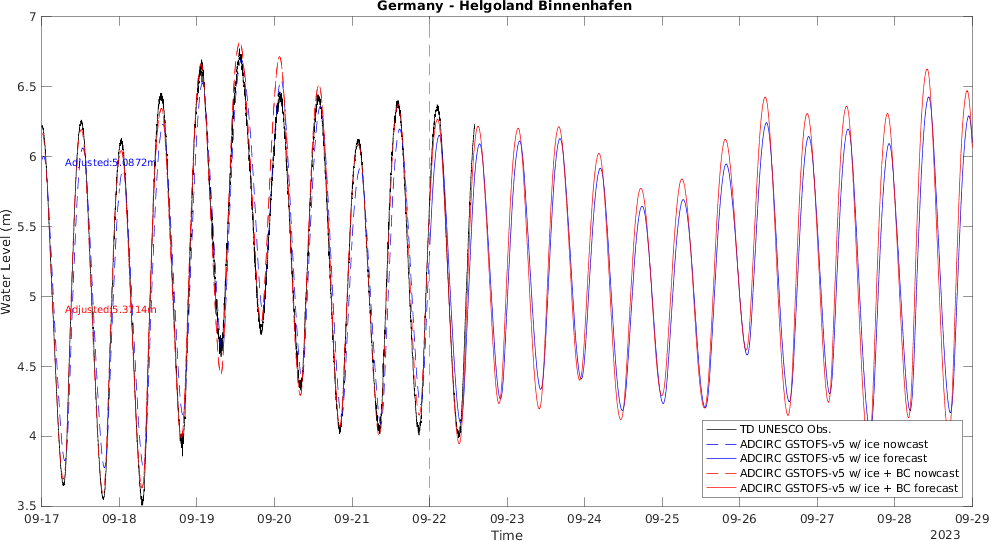 Germany - Helgoland Binnenhafen
Water Level (m)
7
6.5
6
5.5
5
4.5
4
3.5
Adjusted:5.0872m
Adjusted:5.3714m
TD UNESCO Obs.
ADCIRC GSTOFS-v5 w/ ice nowcast
ADCIRC GSTOFS-v5 w/ ice forecast
ADCIRC GSTOFS-v5 w/ ice + BC nowcast
ADCIRC GSTOFS-v5 w/ ice + BC forecast
09-17 09-18 09-19 09-20 09-21 09-22 09-23 09-24 09-25 09-26 09-27 09-28 09-29
Time
2023